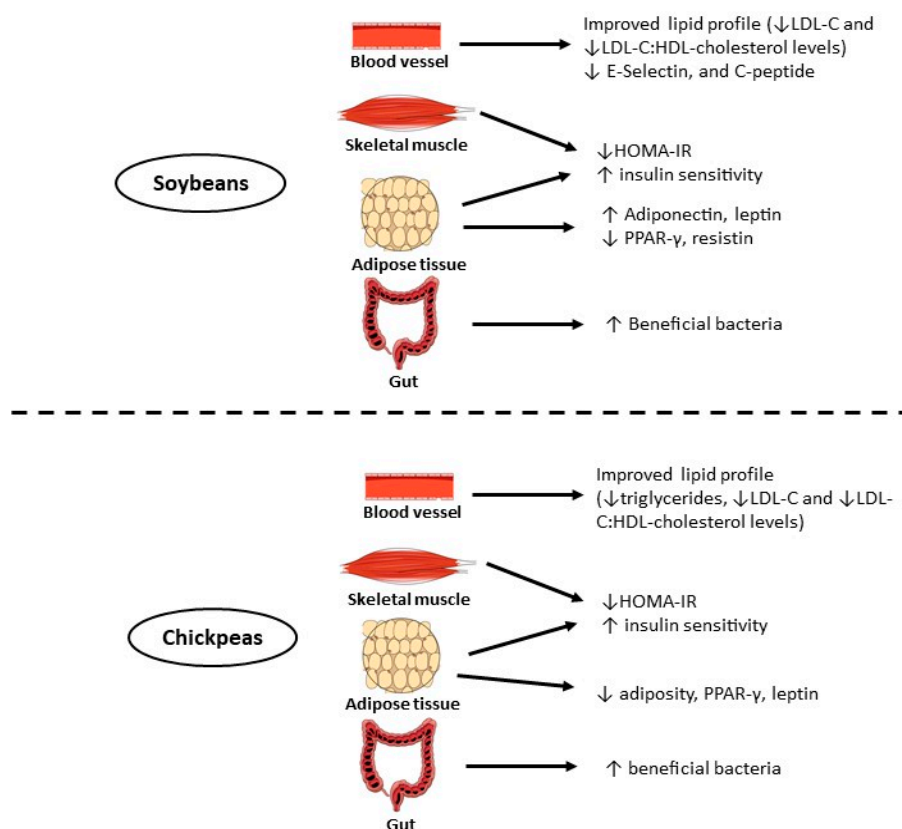 Improved lipid profile (↓LDL-C and
↓LDL-C:HDL-cholesterol levels)
↓ E-Selectin, and C-peptide
Blood vessel
Skeletal muscle
↓HOMA-IR
↑ insulin sensitivity
Soybeans
↑ Adiponectin, leptin
↓ PPAR-γ, resistin
Adipose tissue
↑ Beneficial bacteria
Gut
Improved lipid profile
(↓triglycerides, ↓LDL-C and ↓LDL-
C:HDL-cholesterol levels)
Blood vessel
Skeletal muscle
↓HOMA-IR
↑ insulin sensitivity
Chickpeas
↓ adiposity, PPAR-γ, leptin
Adipose tissue
↑ beneficial bacteria
Gut